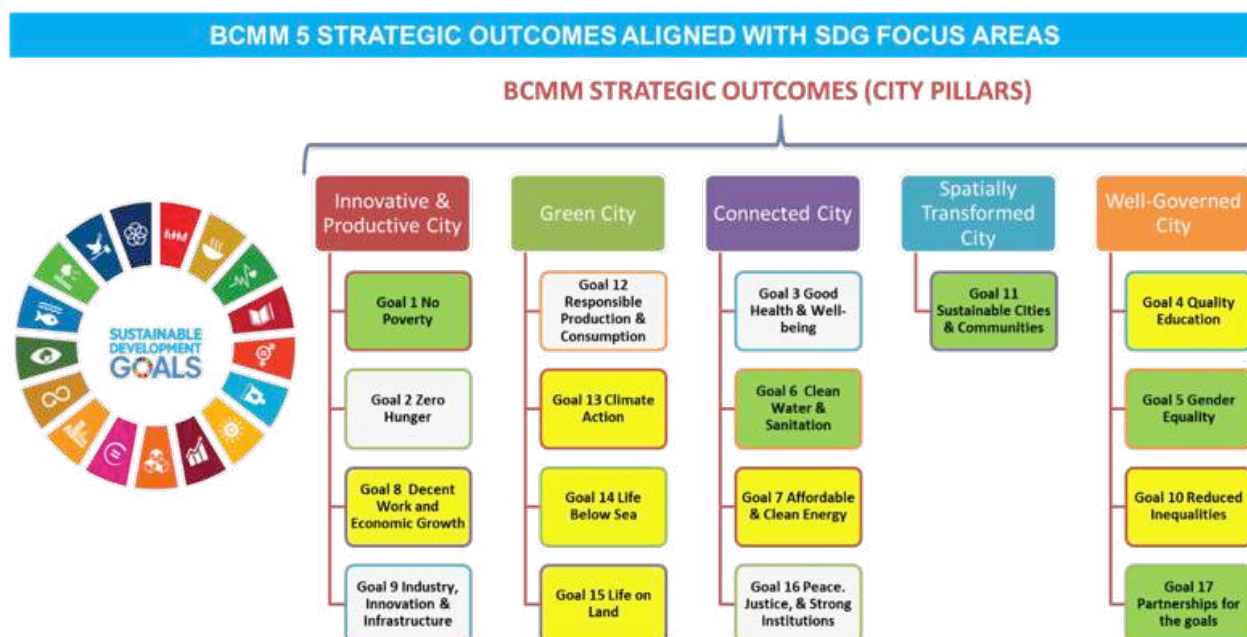 BCMM 5 STRATEGIC OUTCOMES ALIGNED WITH SDG FOCUS AREAS
BCMM STRATEGIC OUTCOMES (CITY PILLARS)
SUSTAINABLE
DEVELOPMENT
GOALS
Innovative &
Productive City
Goal 1 No
Poverty
Goal 2 Zero
Hunger
Goal 8 Decent
Work and
Economic Growth
Goal 9 Industry,
Innovation &
Infrastructure
Green City
Goal 12
Responsible
Production &
Consumption
Goal 13 Climate
Action
Goal 14 Life
Below Sea
Goal 15 Life on
Land
Connected City
Goal 3 Good
Health & Well-
being
Goal 6 Clean
Water &
Sanitation
Goal 7 Affordable
& Clean Energy
Goal 16 Peace.
Justice, & Strong
Institutions
Spatially
Transformed
City
Goal 11
Sustainable Cities
& Communities
Well-Governed
City
Goal 4 Quality
Education
Goal 5 Gender
Equality
Goal 10 Reduced
Inequalities
Goal 17
Partnerships for
the goals